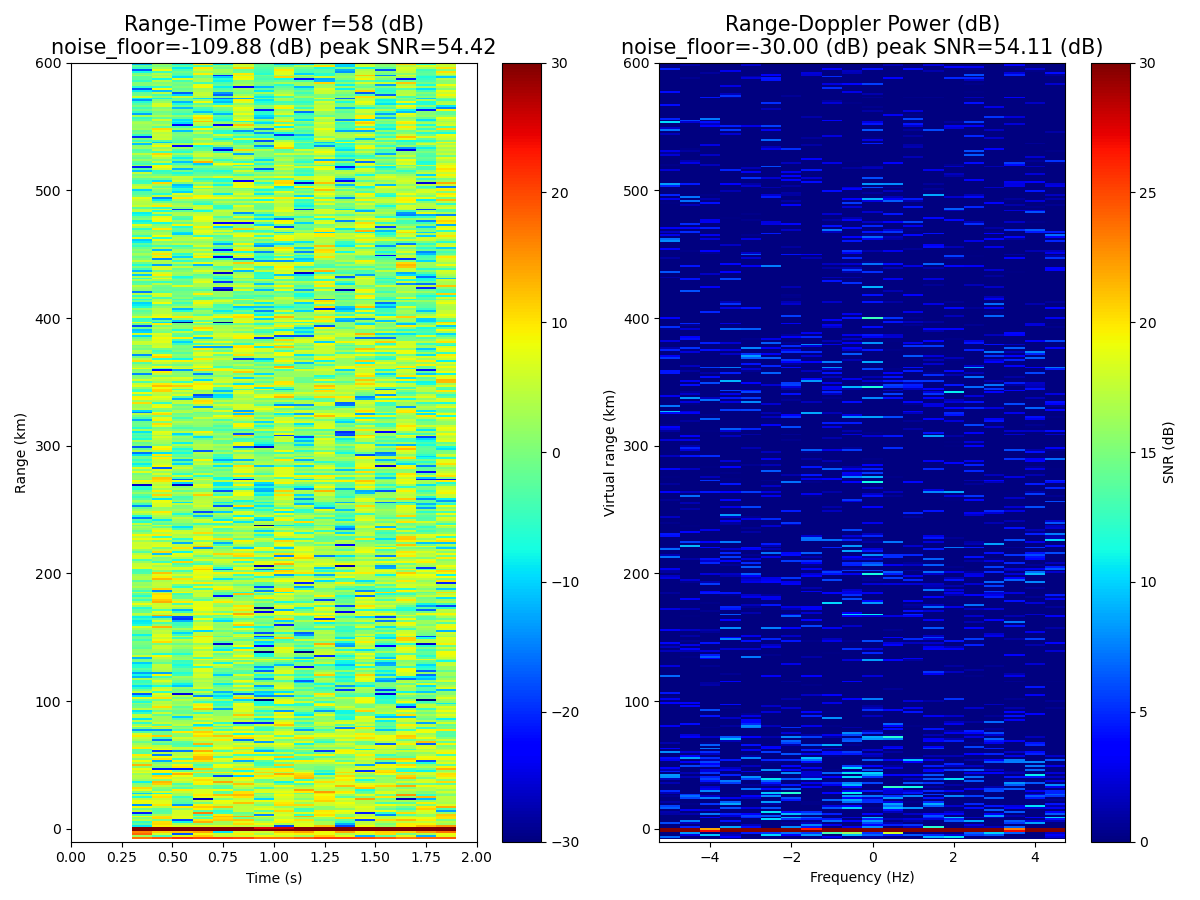 Range-Time Power f=58 (dB)
noise_floor=-109.88 (dB) peak SNR=54.42
600
500
400
300
200
100
0
Range (km)
0.00 0.25 0.50 0.75 1.00 1.25 1.50 1.75 2.00
Time (s)
30
20
10
0
−10
−20
−30
Range-Doppler Power (dB)
noise_floor=-30.00 (dB) peak SNR=54.11 (dB)
600
500
400
300
200
100
0
Virtual range (km)
−4 −2 0 2 4
Frequency (Hz)
30
25
20
15
10
5
0
SNR (dB)